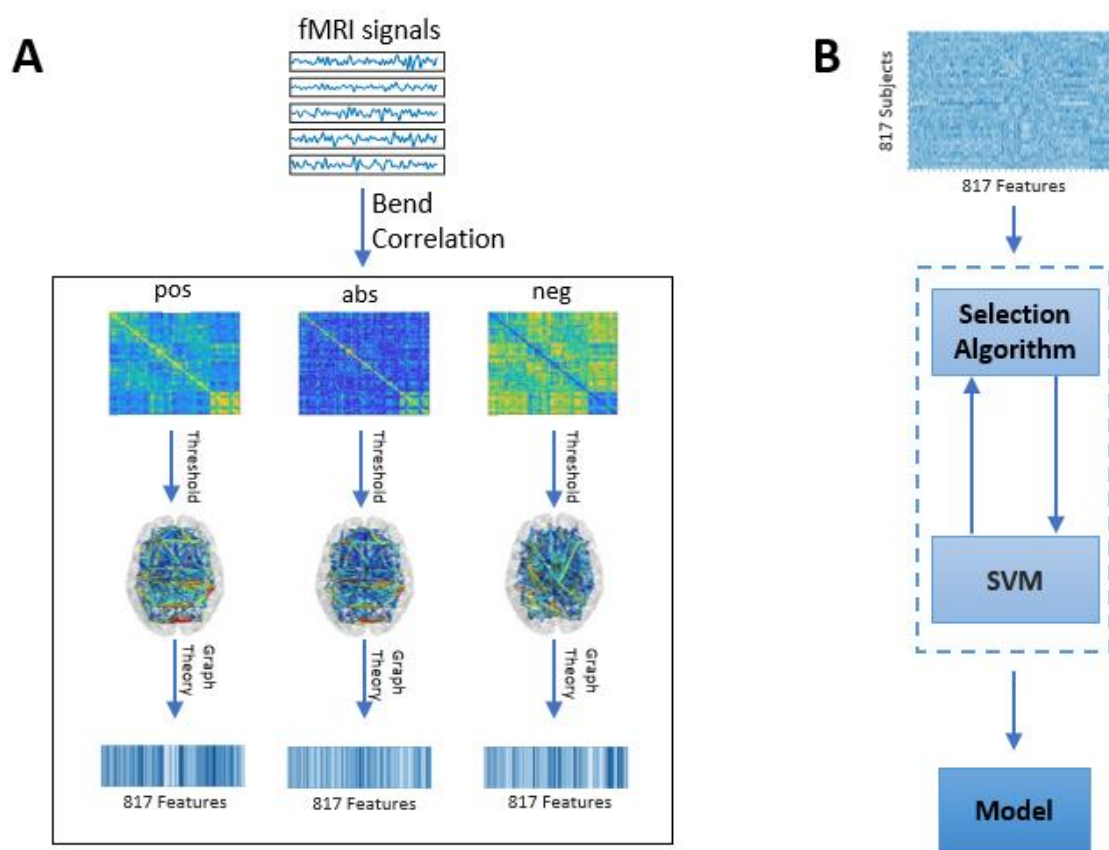 A
fMRI signals
Bend
Correlation
pos
abs
neg
Threshold
Threshold
Threshold
Graph
Theory
Graph
Theory
Graph
Theory
817 Features
817 Features
817 Features
B
817 Subjects
817 Features
Selection
Algorithm
SVM
Model